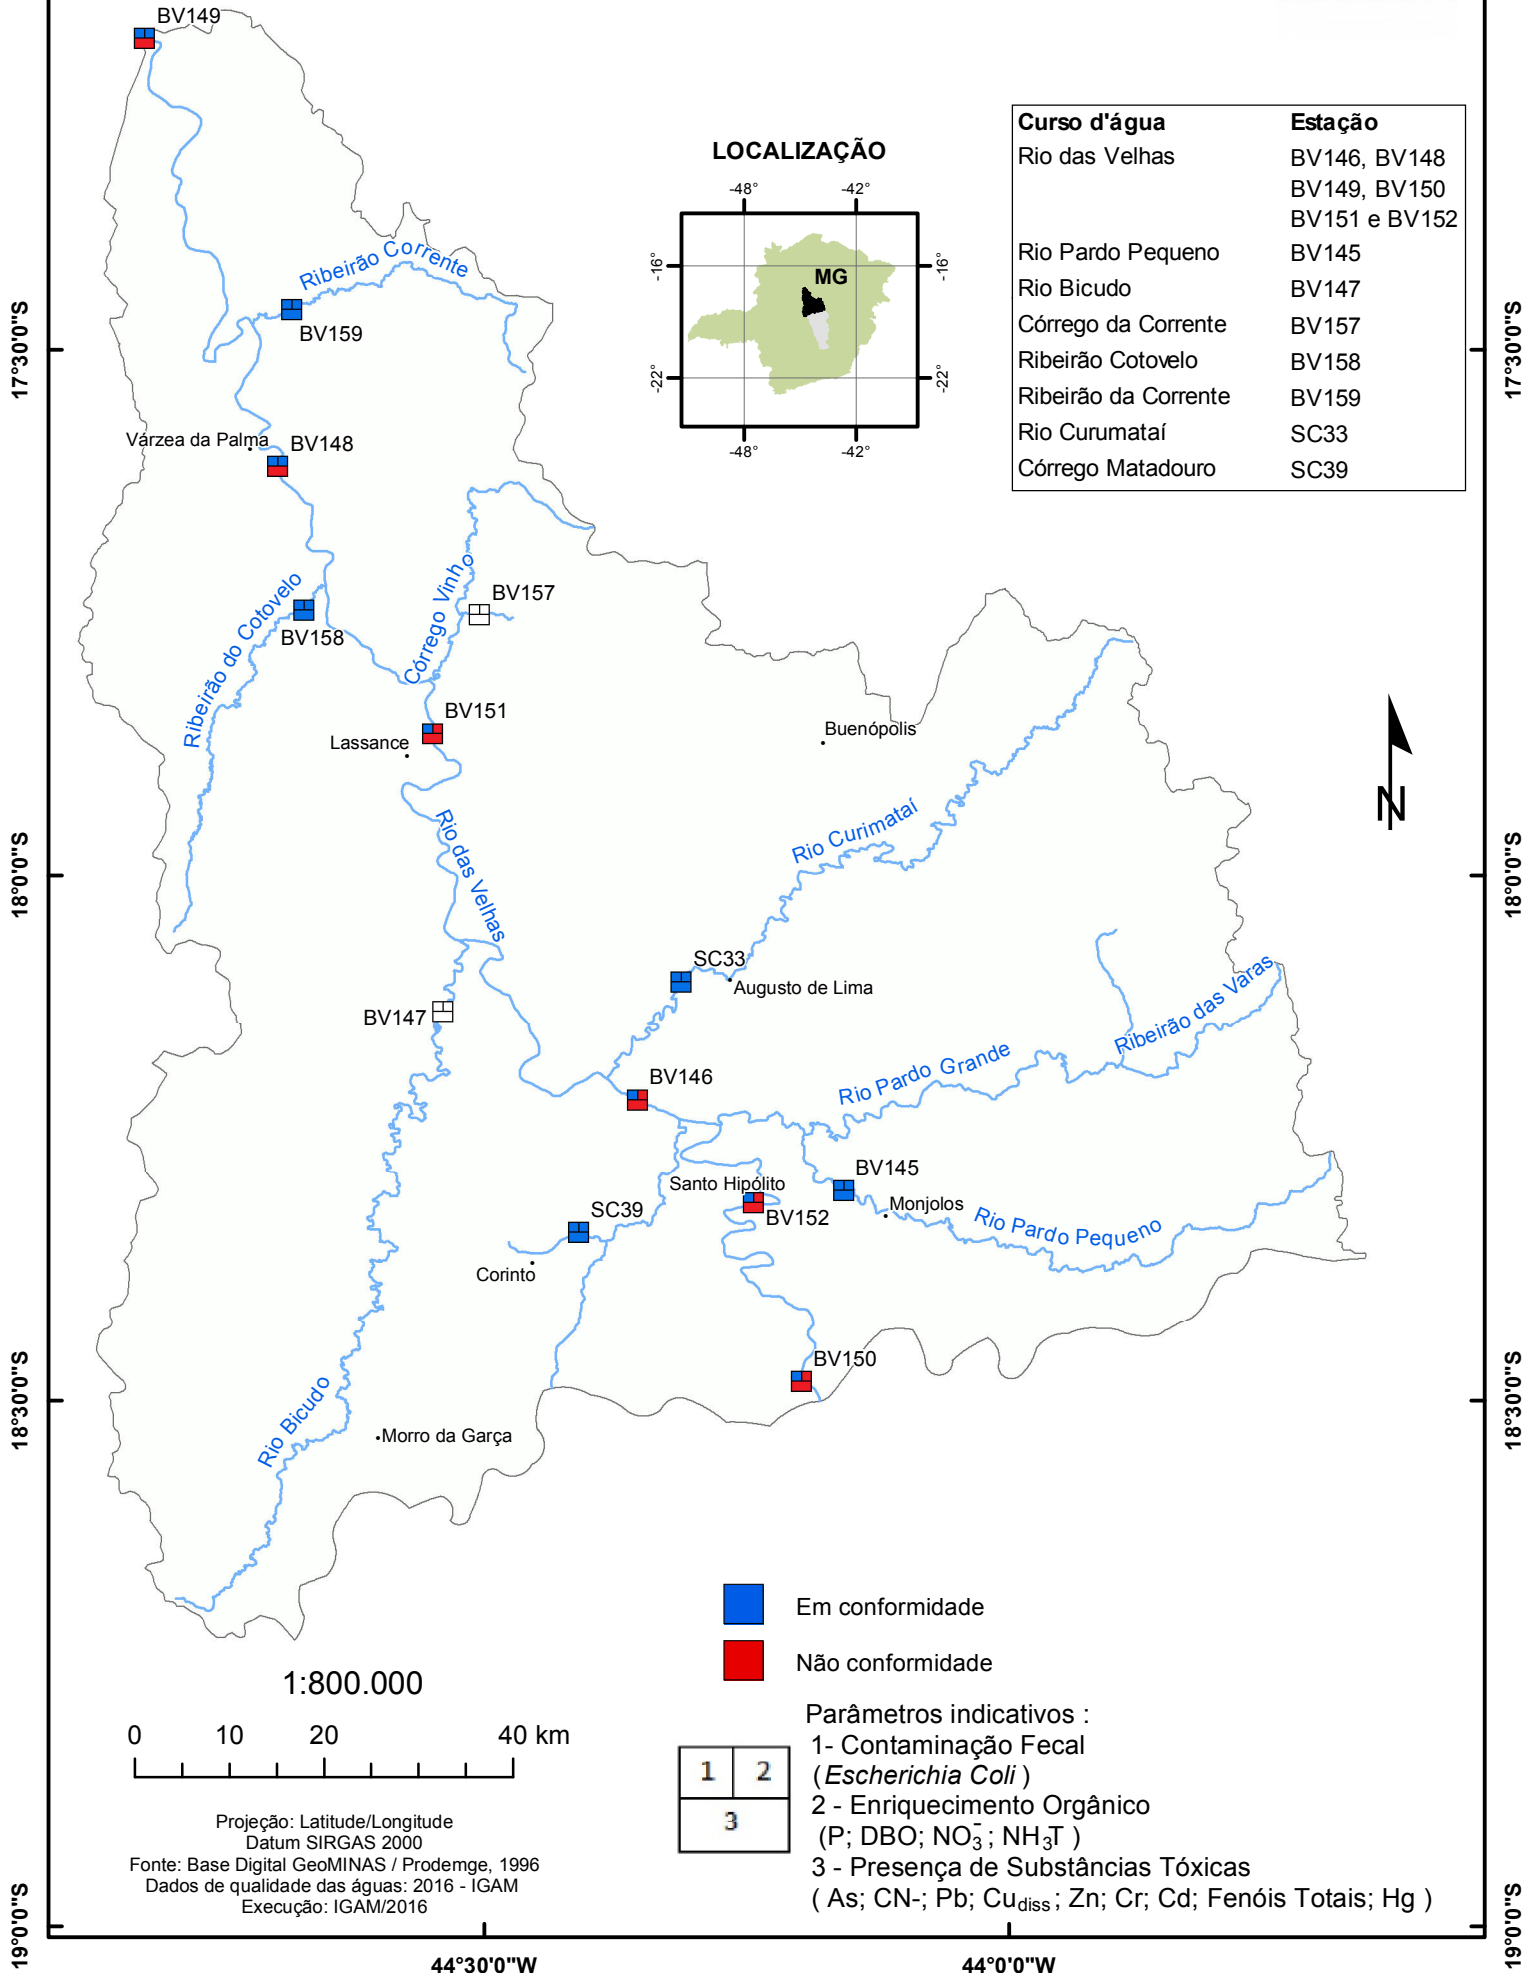 BV149
LOCALIZAÇÃO
-48° -42°
-16° -16°
MG
-22° -22°
-48° -42°
Curso d'água Estação
Rio das Velhas BV146, BV148
BV149, BV150
BV151 e BV152
Rio Pardo Pequeno BV145
Rio Bicudo BV147
Córrego da Corrente BV157
Ribeirão Cotovelo BV158
Ribeirão da Corrente BV159
Rio Curumataí SC33
Córrego Matadouro SC39
Ribeirão Corrente
BV159
17°30'0"S 17°30'0"S
Várzea da Palma
BV148
Córrego Vinho
BV157
Ribeirão do Cotovelo
BV158
BV151
Lassance
Buenópolis
N
Rio das Velhas
Rio Curimataí
18°0'0"S 18°0'0"S
SC33
Augusto de Lima
BV147
Ribeirão das Varas
Rio Pardo Grande
BV146
BV145
Santo Hipólito
BV152
Monjolos
Rio Pardo Pequeno
SC39
Corinto
BV150
18°30'0"S 18°30'0"S
Rio Bicudo
Morro da Garça
Em conformidade
Não conformidade
1:800.000
0 10 20 40 km
Projeção: Latitude/Longitude
Datum SIRGAS 2000
Fonte: Base Digital GeoMINAS / Prodemge, 1996
Dados de qualidade das águas: 2016 - IGAM
Execução: IGAM/2016
1 2
3
Parâmetros indicativos :
1- Contaminação Fecal
(Escherichia Coli )
2 - Enriquecimento Orgânico
(P; DBO; NO₃⁻; NH₃T )
3 - Presença de Substâncias Tóxicas
( As; CN-; Pb; Cu_diss; Zn; Cr; Cd; Fenóis Totais; Hg )
19°0'0"S 19°0'0"S
44°30'0"W 44°0'0"W